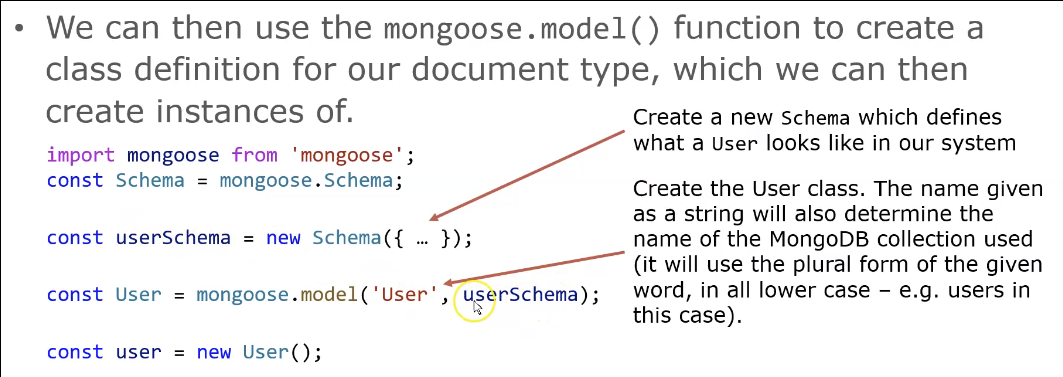 • We can then use the mongoose.model() function to create a
class definition for our document type, which we can then
create instances of.
import mongoose from 'mongoose';
const Schema = mongoose.Schema;
const userSchema = new Schema({ … });
const User = mongoose.model('User', userSchema);
const user = new User();
Create a new Schema which defines
what a User looks like in our system
Create the User class. The name given
as a string will also determine the
name of the MongoDB collection used
(it will use the plural form of the given
word, in all lower case – e.g. users in
this case).